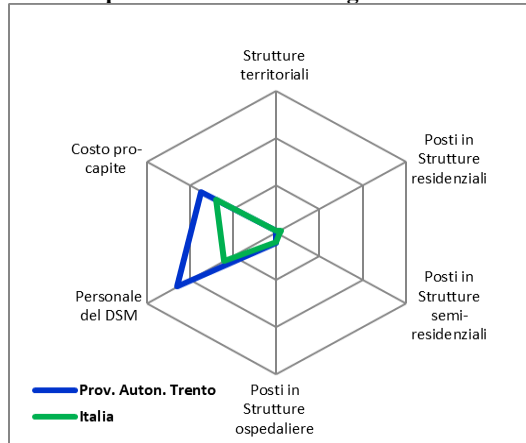 Strutture
territoriali
Posti in
Strutture
residenziali
Posti in
Strutture
semi-
residenziali
Posti in
Strutture
ospedaliere
Personale
del DSM
Costo pro-
capite
Prov. Auton. Trento
Italia